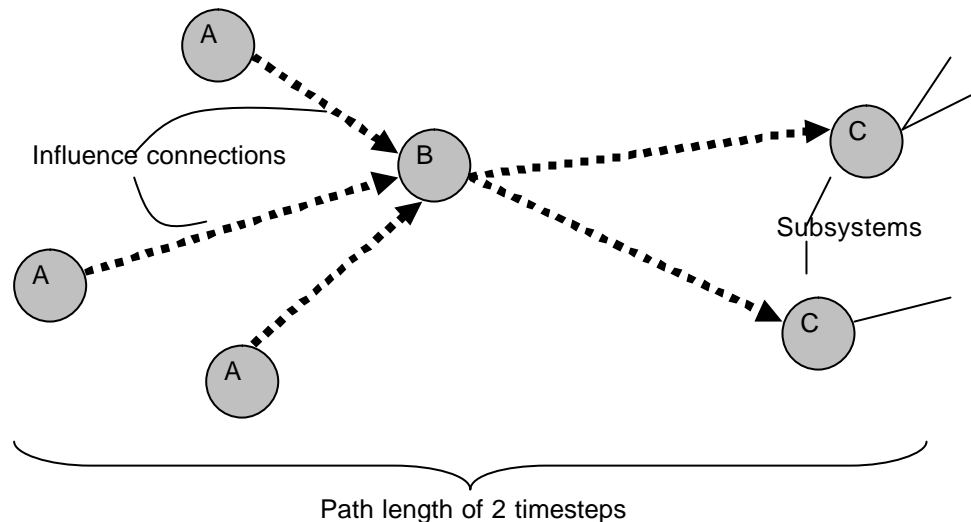 A
Influence connections
B
C
A
Subsystems
A
C
Path length of 2 timesteps